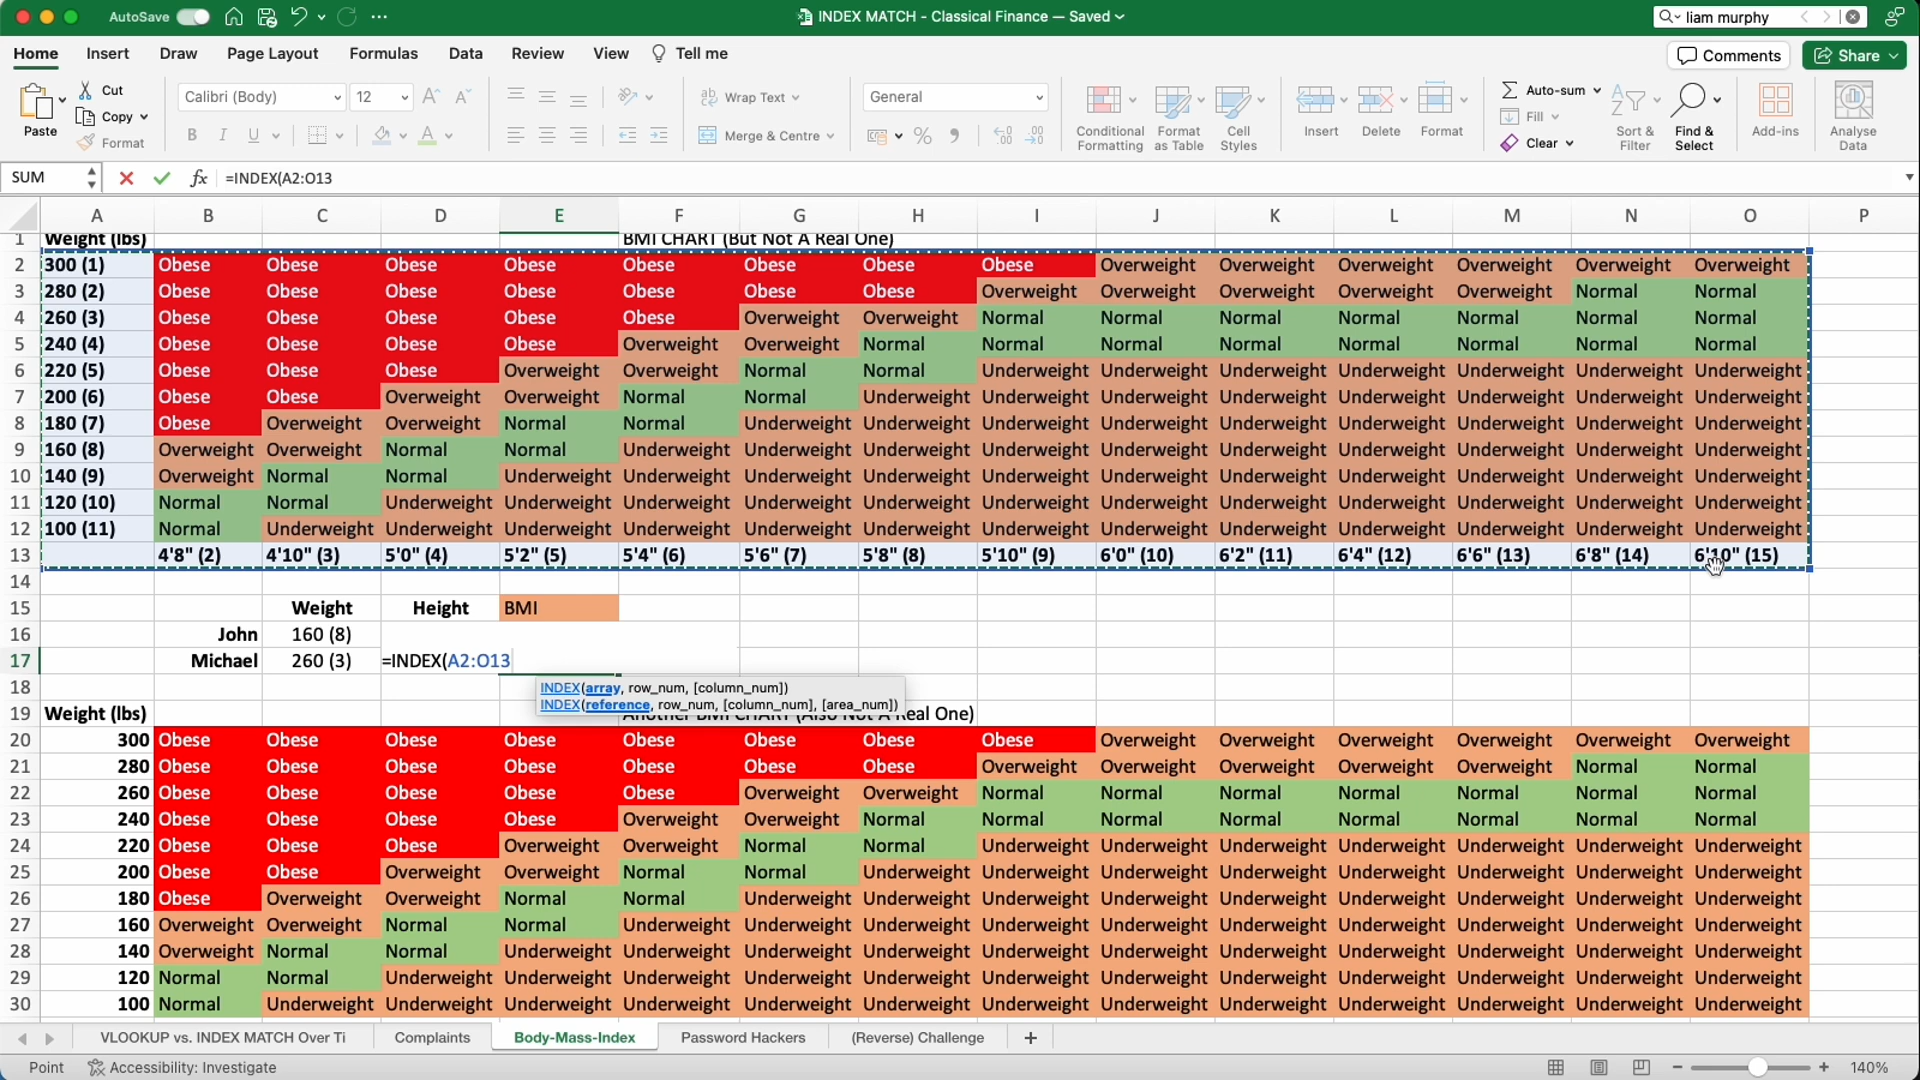 AutoSave INDEX MATCH - Classical Finance — Saved liam murphy
Home Insert Draw Page Layout Formulas Data Review View Tell me Comments Share
Paste Cut Copy Format
Calibri (Body) 12
B I U A
Wrap Text
Merge & Centre
General
Conditional Formatting
Format as Table
Cell Styles
Insert Delete Format
Auto-sum
Fill
Clear
Sort & Filter
Find & Select
Add-ins
Analyse Data
SUM fx =INDEX(A2:O13
A B C D E F G H I J K L M N O P
1 Weight (lbs) BMI CHART (But Not A Real One)
2 300 (1) Obese Obese Obese Obese Obese Obese Obese Obese Overweight Overweight Overweight Overweight Overweight Overweight
3 280 (2) Obese Obese Obese Obese Obese Obese Obese Overweight Overweight Overweight Overweight Overweight Normal Normal
4 260 (3) Obese Obese Obese Obese Obese Overweight Overweight Normal Normal Normal Normal Normal Normal Normal
5 240 (4) Obese Obese Obese Obese Overweight Overweight Normal Normal Normal Normal Normal Normal Normal Normal
6 220 (5) Obese Obese Obese Overweight Overweight Normal Normal Underweight Underweight Underweight Underweight Underweight Underweight Underweight
7 200 (6) Obese Obese Overweight Overweight Normal Normal Underweight Underweight Underweight Underweight Underweight Underweight Underweight Underweight
8 180 (7) Obese Overweight Overweight Normal Normal Underweight Underweight Underweight Underweight Underweight Underweight Underweight Underweight Underweight
9 160 (8) Overweight Overweight Normal Normal Underweight Underweight Underweight Underweight Underweight Underweight Underweight Underweight Underweight Underweight
10 140 (9) Overweight Normal Normal Underweight Underweight Underweight Underweight Underweight Underweight Underweight Underweight Underweight Underweight Underweight
11 120 (10) Normal Normal Underweight Underweight Underweight Underweight Underweight Underweight Underweight Underweight Underweight Underweight Underweight Underweight
12 100 (11) Normal Underweight Underweight Underweight Underweight Underweight Underweight Underweight Underweight Underweight Underweight Underweight Underweight Underweight
13 4'8" (2) 4'10" (3) 5'0" (4) 5'2" (5) 5'4" (6) 5'6" (7) 5'8" (8) 5'10" (9) 6'0" (10) 6'2" (11) 6'4" (12) 6'6" (13) 6'8" (14) 6'10" (15)
14
15 Weight Height BMI
16 John 160 (8)
17 Michael 260 (3) =INDEX(A2:O13
18 INDEX(array, row_num, [column_num])
INDEX(reference, row_num, [column_num], [area_num])
19 Weight (lbs) Another BMI CHART (Also Not A Real One)
20 300 Obese Obese Obese Obese Obese Obese Obese Obese Overweight Overweight Overweight Overweight Overweight Overweight
21 280 Obese Obese Obese Obese Obese Obese Obese Overweight Overweight Overweight Overweight Overweight Normal Normal
22 260 Obese Obese Obese Obese Obese Overweight Overweight Normal Normal Normal Normal Normal Normal Normal
23 240 Obese Obese Obese Obese Overweight Overweight Normal Normal Normal Normal Normal Normal Normal Normal
24 220 Obese Obese Obese Overweight Overweight Normal Normal Underweight Underweight Underweight Underweight Underweight Underweight Underweight
25 200 Obese Obese Overweight Overweight Normal Normal Underweight Underweight Underweight Underweight Underweight Underweight Underweight Underweight
26 180 Obese Overweight Overweight Normal Normal Underweight Underweight Underweight Underweight Underweight Underweight Underweight Underweight Underweight
27 160 Overweight Overweight Normal Normal Underweight Underweight Underweight Underweight Underweight Underweight Underweight Underweight Underweight Underweight
28 140 Overweight Normal Normal Underweight Underweight Underweight Underweight Underweight Underweight Underweight Underweight Underweight Underweight Underweight
29 120 Normal Normal Underweight Underweight Underweight Underweight Underweight Underweight Underweight Underweight Underweight Underweight Underweight Underweight
30 100 Normal Underweight Underweight Underweight Underweight Underweight Underweight Underweight Underweight Underweight Underweight Underweight Underweight Underweight
VLOOKUP vs. INDEX MATCH Over Ti Complaints Body-Mass-Index Password Hackers (Reverse) Challenge +
Point Accessibility: Investigate 140%